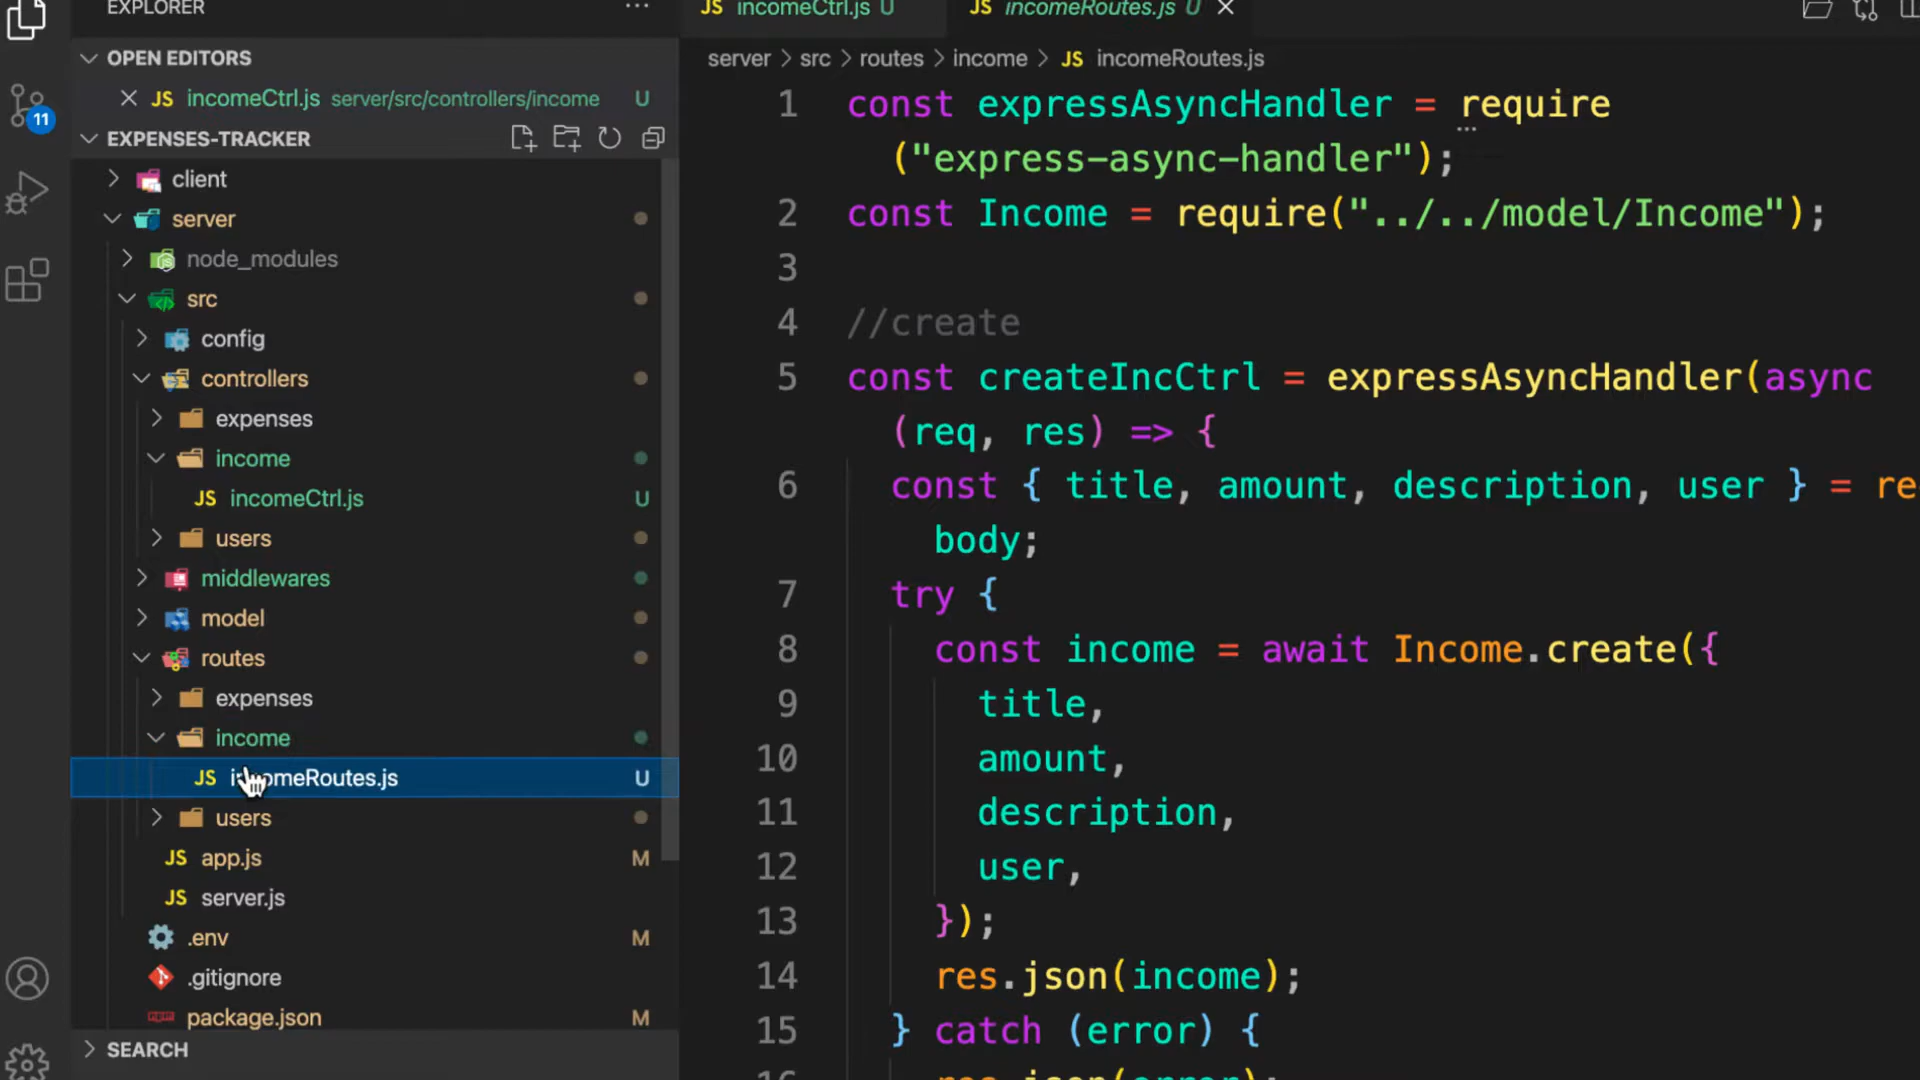 EXPLORER
OPEN EDITORS
JS incomeCtrl.js server/src/controllers/income U
EXPENSES-TRACKER
client
server
node_modules
src
config
controllers
expenses
income
JS incomeCtrl.js U
users
middlewares
model
routes
expenses
income
JS incomeRoutes.js U
users
JS app.js M
JS server.js
.env M
.gitignore
package.json M
SEARCH
11
JS incomeCtrl.js U
JS incomeRoutes.js U
server > src > routes > income > JS incomeRoutes.js
1 const expressAsyncHandler = require
("express-async-handler");
2 const Income = require("../../model/Income");
3
4 //create
5 const createIncCtrl = expressAsyncHandler(async
(req, res) => {
6 const { title, amount, description, user } = re
body;
7 try {
8 const income = await Income.create({
9 title,
10 amount,
11 description,
12 user,
13 });
14 res.json(income);
15 } catch (error) {
16 res.json(error);